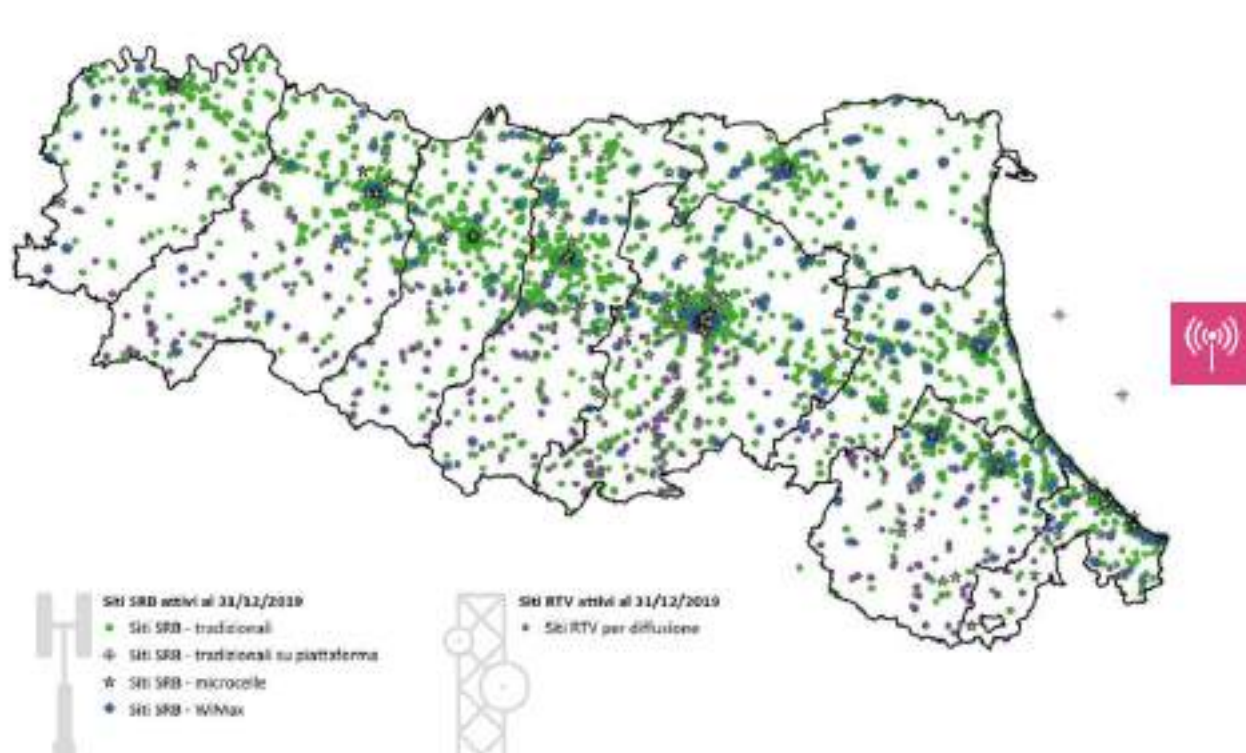 Siti SRB attivi al 31/12/2019
Siti SRB - tradizionali
Siti SRB - tradizionali su piattaforma
Siti SRB - microcelle
Siti SRB - WiMax
Siti RTV attivi al 31/12/2019
Siti RTV per diffusione